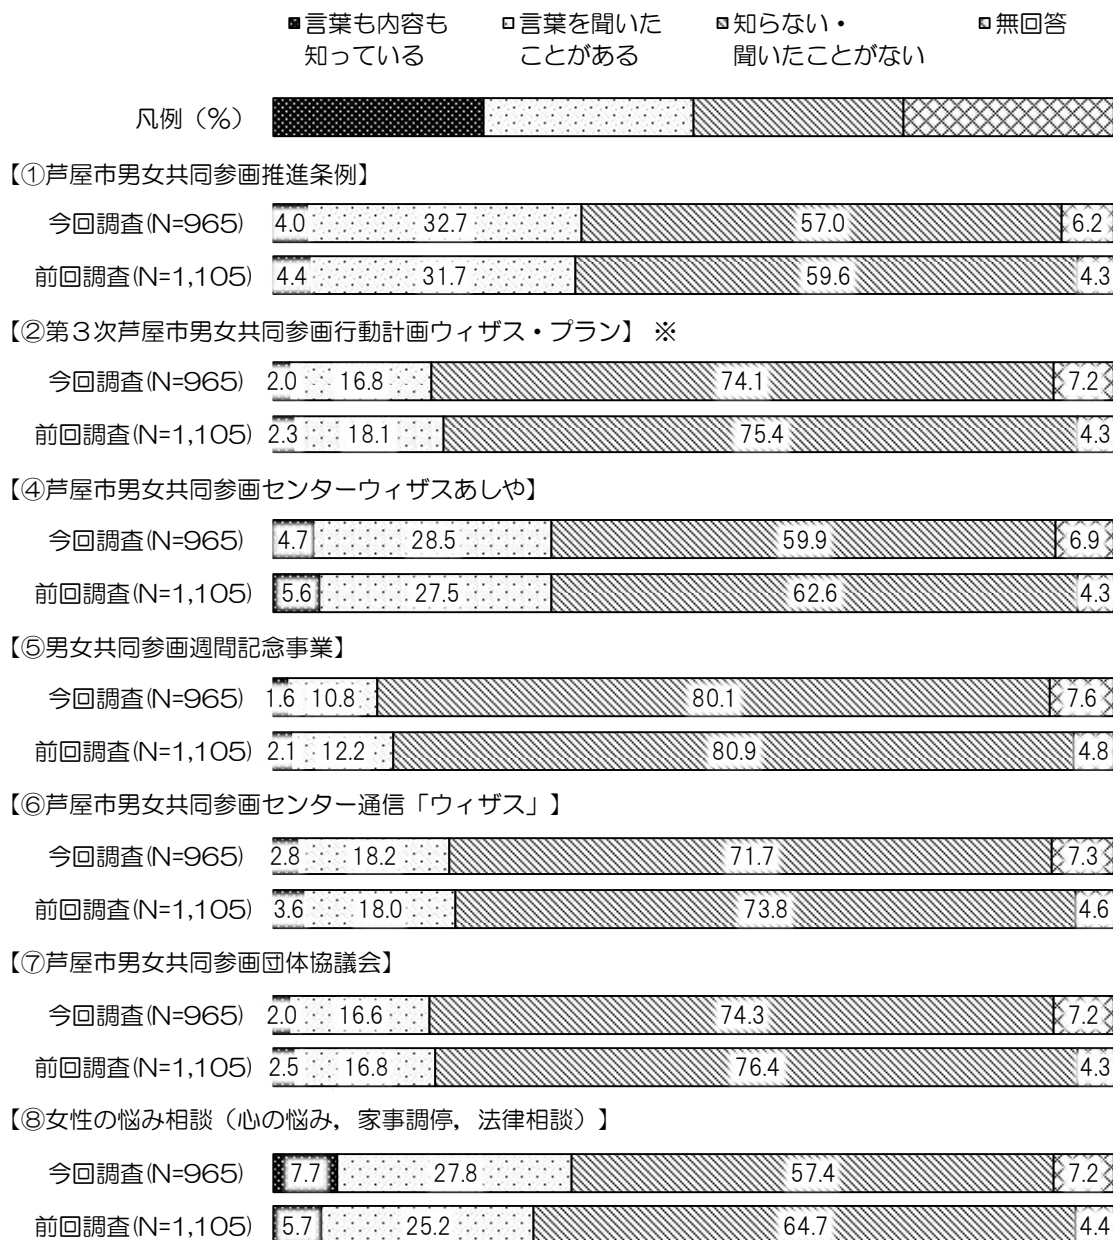 言葉も内容も 言葉を聞いた 知らない・ 無回答
知っている ことがある 聞いたことがない
凡例（%）
【①芦屋市男女共同参画推進条例】
今回調査(N=965) 4.0 32.7 57.0 6.2
前回調査(N=1,105) 4.4 31.7 59.6 4.3
【②第３次芦屋市男女共同参画行動計画ウィザス・プラン】 ※
今回調査(N=965) 2.0 16.8 74.1 7.2
前回調査(N=1,105) 2.3 18.1 75.4 4.3
【④芦屋市男女共同参画センターウィザスあしや】
今回調査(N=965) 4.7 28.5 59.9 6.9
前回調査(N=1,105) 5.6 27.5 62.6 4.3
【⑤男女共同参画週間記念事業】
今回調査(N=965) 1.6 10.8 80.1 7.6
前回調査(N=1,105) 2.1 12.2 80.9 4.8
【⑥芦屋市男女共同参画センター通信「ウィザス」】
今回調査(N=965) 2.8 18.2 71.7 7.3
前回調査(N=1,105) 3.6 18.0 73.8 4.6
【⑦芦屋市男女共同参画団体協議会】
今回調査(N=965) 2.0 16.6 74.3 7.2
前回調査(N=1,105) 2.5 16.8 76.4 4.3
【⑧女性の悩み相談（心の悩み，家事調停，法律相談）】
今回調査(N=965) 7.7 27.8 57.4 7.2
前回調査(N=1,105) 5.7 25.2 64.7 4.4